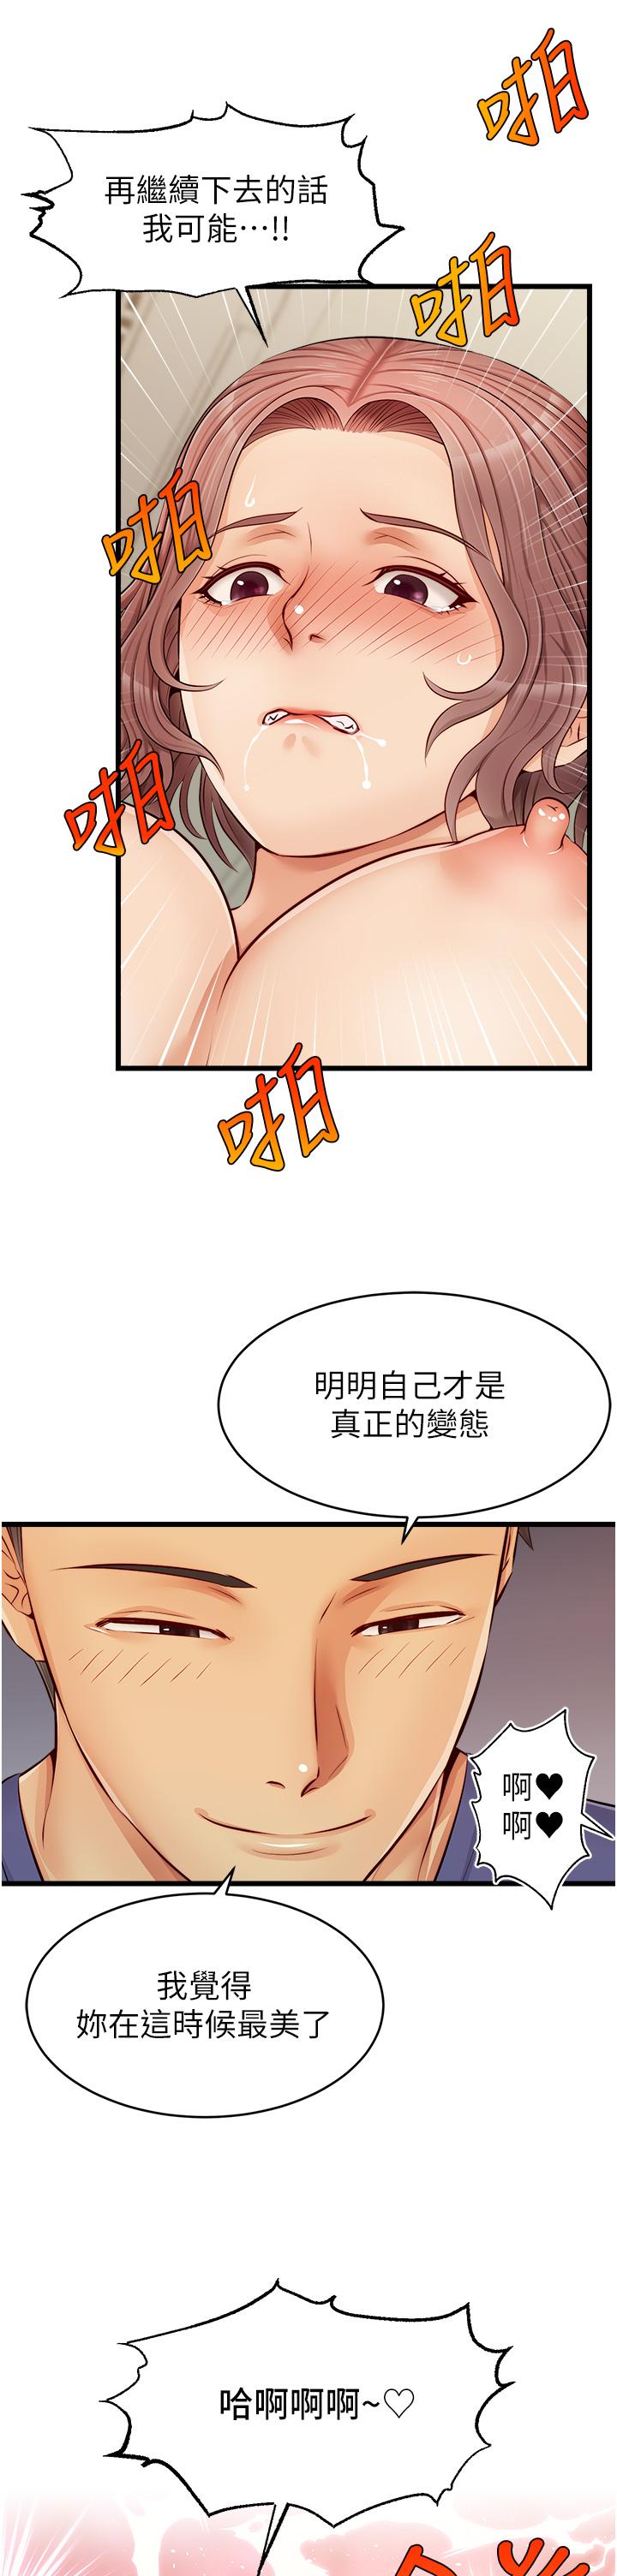 啪
再繼續下去的話
我可能…!!
啪
啪
啪
啪
明明自己才是
真正的變態
啊♥
啊♥
我覺得
妳在這時候最美了
哈啊啊啊~♡